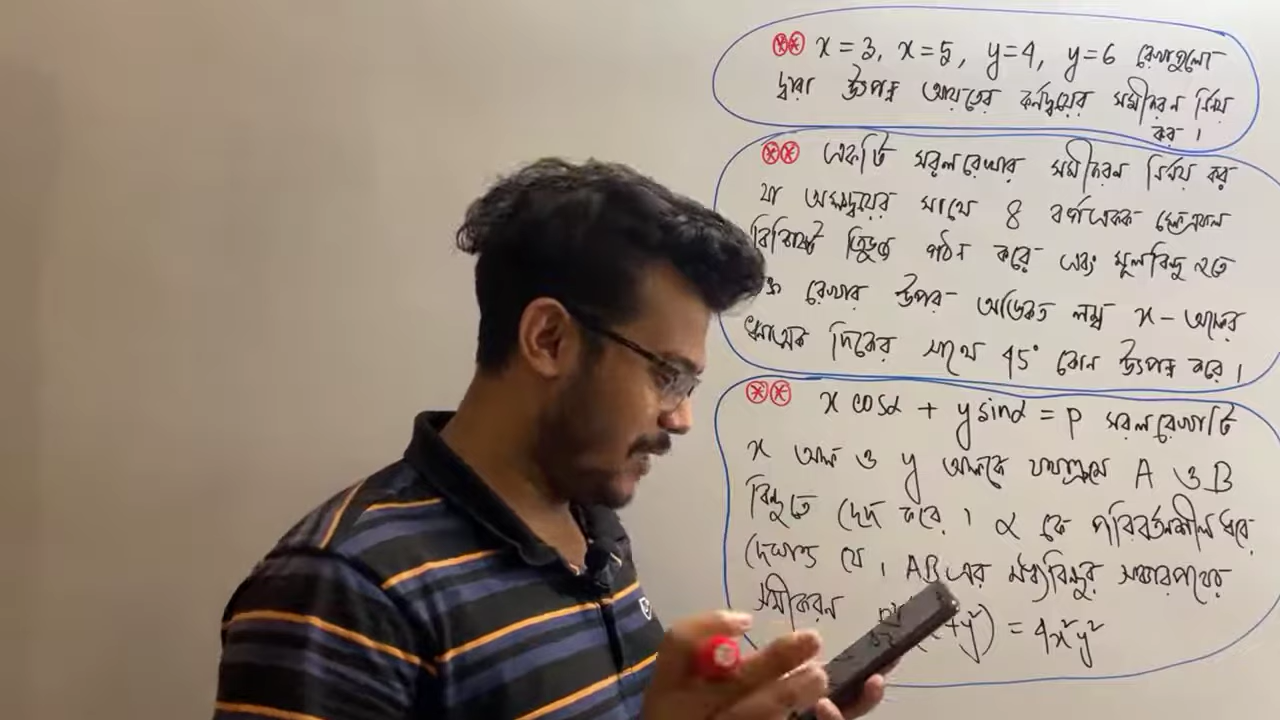 x = 3, x = 5, y = 4, y = 6 রেখাগুলো
দ্বারা উৎপন্ন আয়তের কর্ণদ্বয়ের সমীকরণ নির্ণয়
কর ।
একটি সরলরেখার সমীকরণ নির্ণয় কর
যা অক্ষদ্বয়ের সাথে 8 বর্গএকক ক্ষেত্রফল
বিশিষ্ট ত্রিভুজ গঠন করে এবং মূলবিন্দু হতে
রেখার উপর অঙ্কিত লম্ব x - অক্ষের
ধনাত্মক দিকের সাথে 45° কোন উৎপন্ন করে ।
x cosα + y sinα = P সরলরেখাটি
x অক্ষ ও y অক্ষকে যথাক্রমে A ও B
বিন্দুতে ছেদ করে । α কে পরিবর্তনশীল ধরে
দেখাও যে , AB এর মধ্যবিন্দুর সঞ্চারপথের
সমীকরণ + y²) = 4x²y²